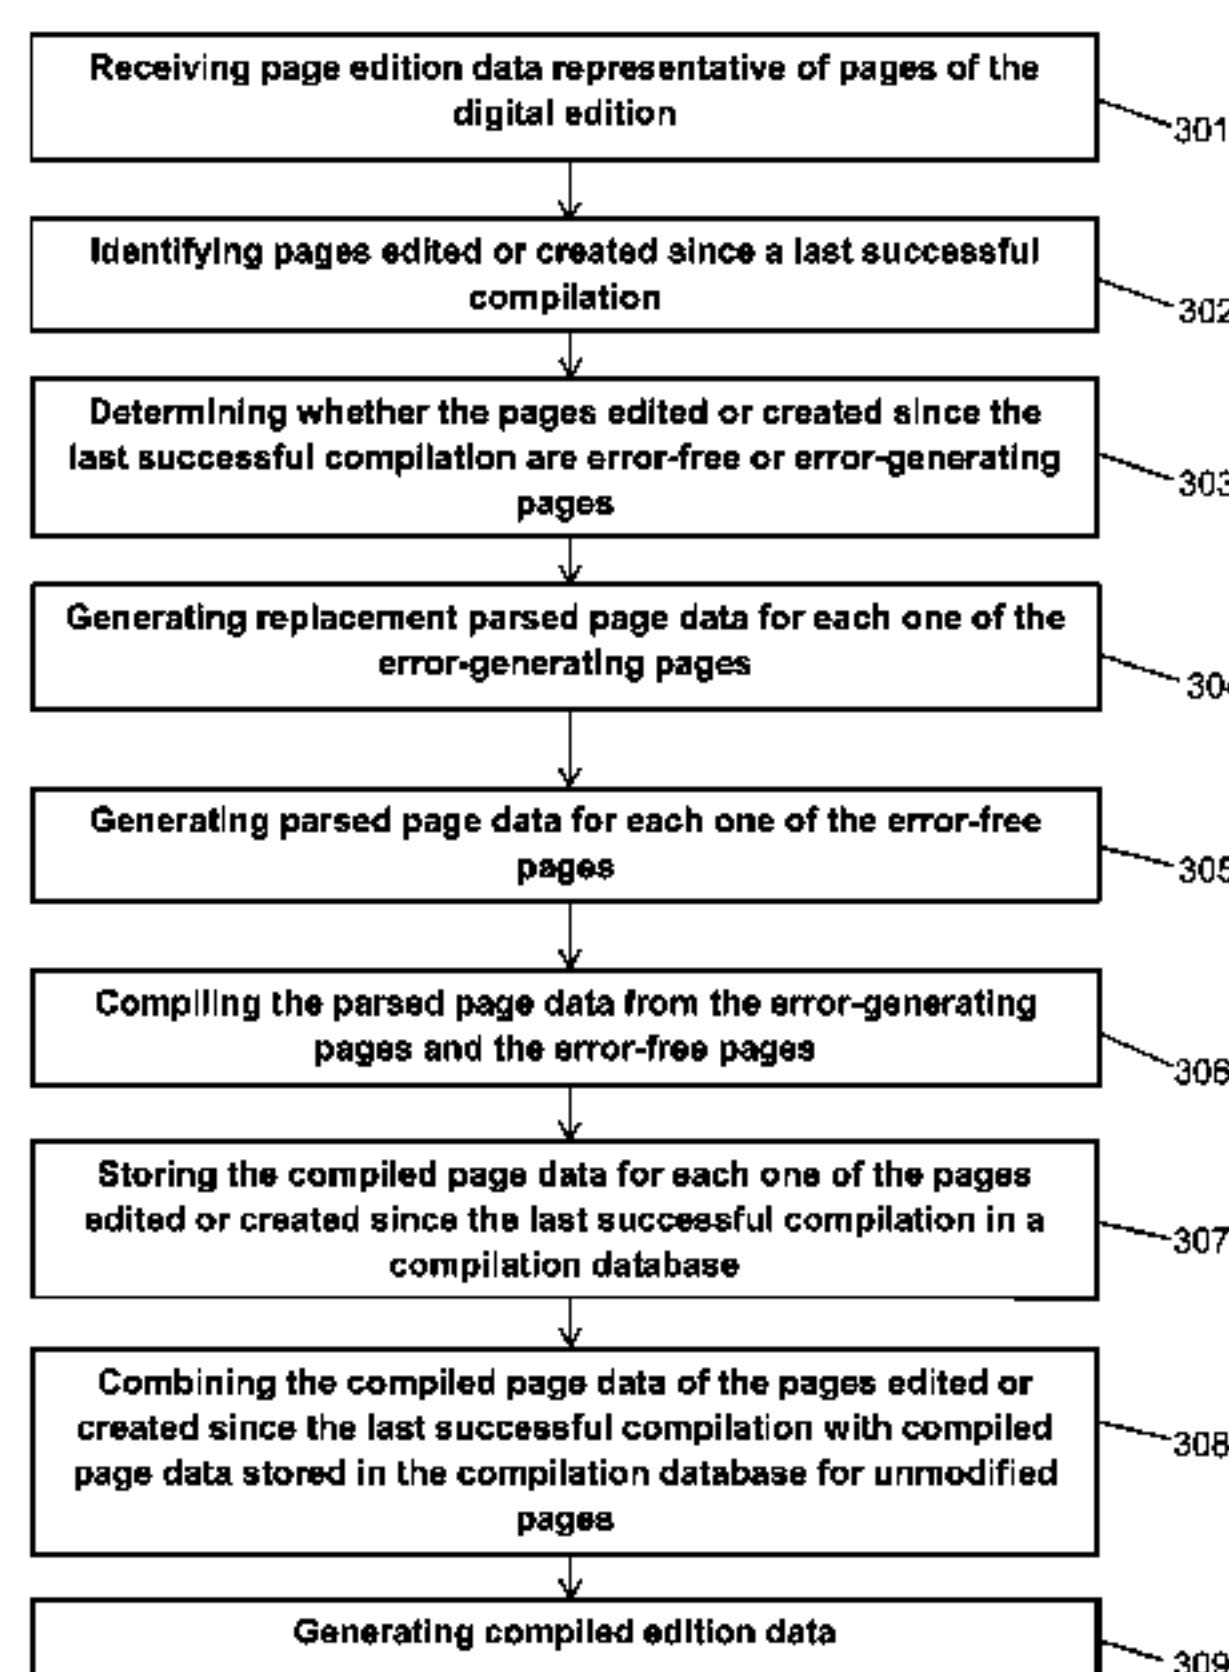 Receiving page edition data representative of pages of the
digital edition
301
Identifying pages edited or created since a last successful
compilation
302
Determining whether the pages edited or created since the
last successful compilation are error-free or error-generating
pages
303
Generating replacement parsed page data for each one of the
error-generating pages
304
Generating parsed page data for each one of the error-free
pages
305
Compiling the parsed page data from the error-generating
pages and the error-free pages
306
Storing the compiled page data for each one of the pages
edited or created since the last successful compilation in a
compilation database
307
Combining the compiled page data of the pages edited or
created since the last successful compilation with compiled
page data stored in the compilation database for unmodified
pages
308
Generating compiled edition data
309